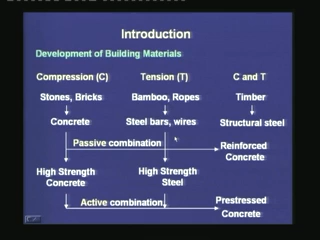 Introduction
Development of Building Materials
Compression (C) Tension (T) C and T
Stones, Bricks Bamboo, Ropes Timber
Concrete Steel bars, wires Structural steel
Passive combination Reinforced
Concrete
High Strength High Strength
Concrete Steel
Active combination Prestressed
Concrete